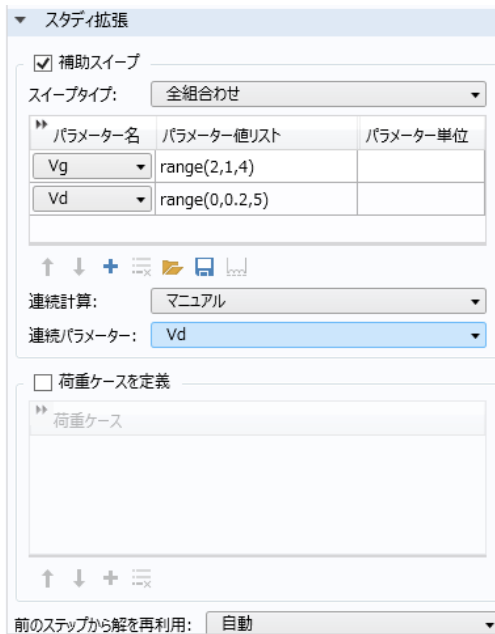 スタディ拡張
補助スイープ
スイープタイプ: 全組合わせ
パラメーター名 パラメーター値リスト パラメーター単位
Vg range(2,1,4)
Vd range(0,0.2,5)
連続計算: マニュアル
連続パラメーター: Vd
荷重ケースを定義
荷重ケース
前のステップから解を再利用: 自動